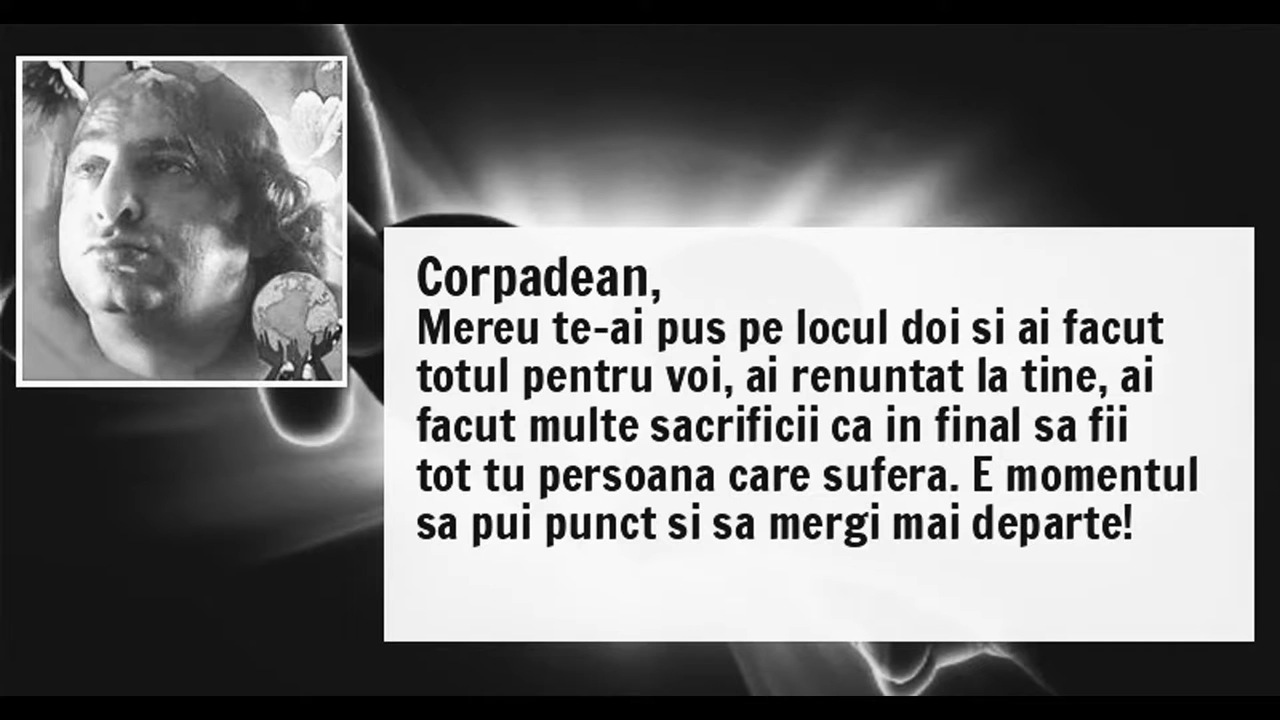 Corpadean,
Mereu te-ai pus pe locul doi si ai facut
totul pentru voi, ai renuntat la tine, ai
facut multe sacrificii ca in final sa fii
tot tu persoana care sufera. E momentul
sa pui punct si sa mergi mai departe!